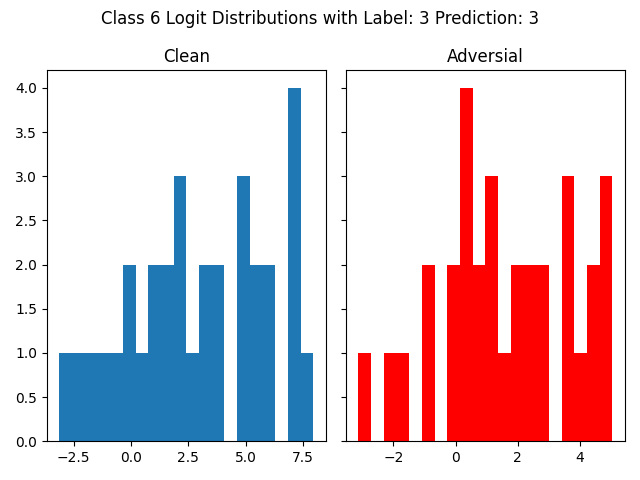 Class 6 Logit Distributions with Label: 3 Prediction: 3
Clean
Adversial
4.0
3.5
3.0
2.5
2.0
1.5
1.0
0.5
0.0
−2.5 0.0 2.5 5.0 7.5
−2 0 2 4